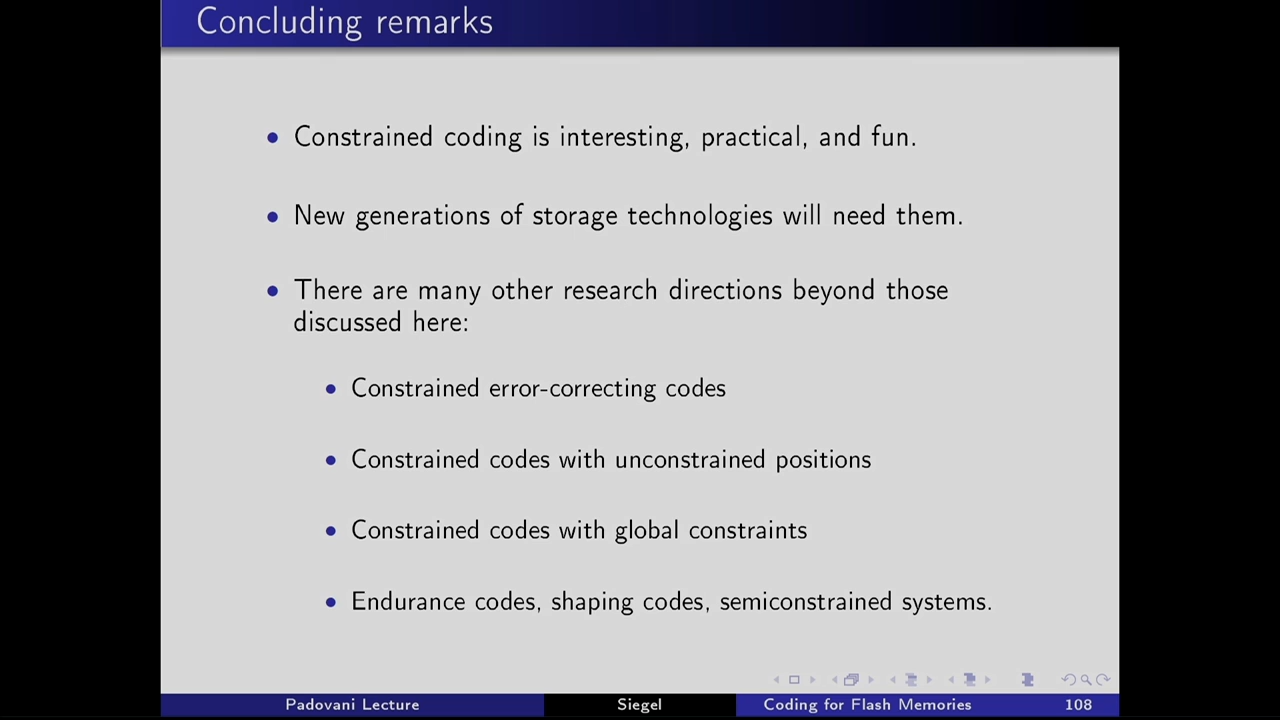 Concluding remarks
Constrained coding is interesting, practical, and fun.
New generations of storage technologies will need them.
There are many other research directions beyond those
discussed here:
Constrained error-correcting codes
Constrained codes with unconstrained positions
Constrained codes with global constraints
Endurance codes, shaping codes, semiconstrained systems.
Padovani Lecture Siegel Coding for Flash Memories 108